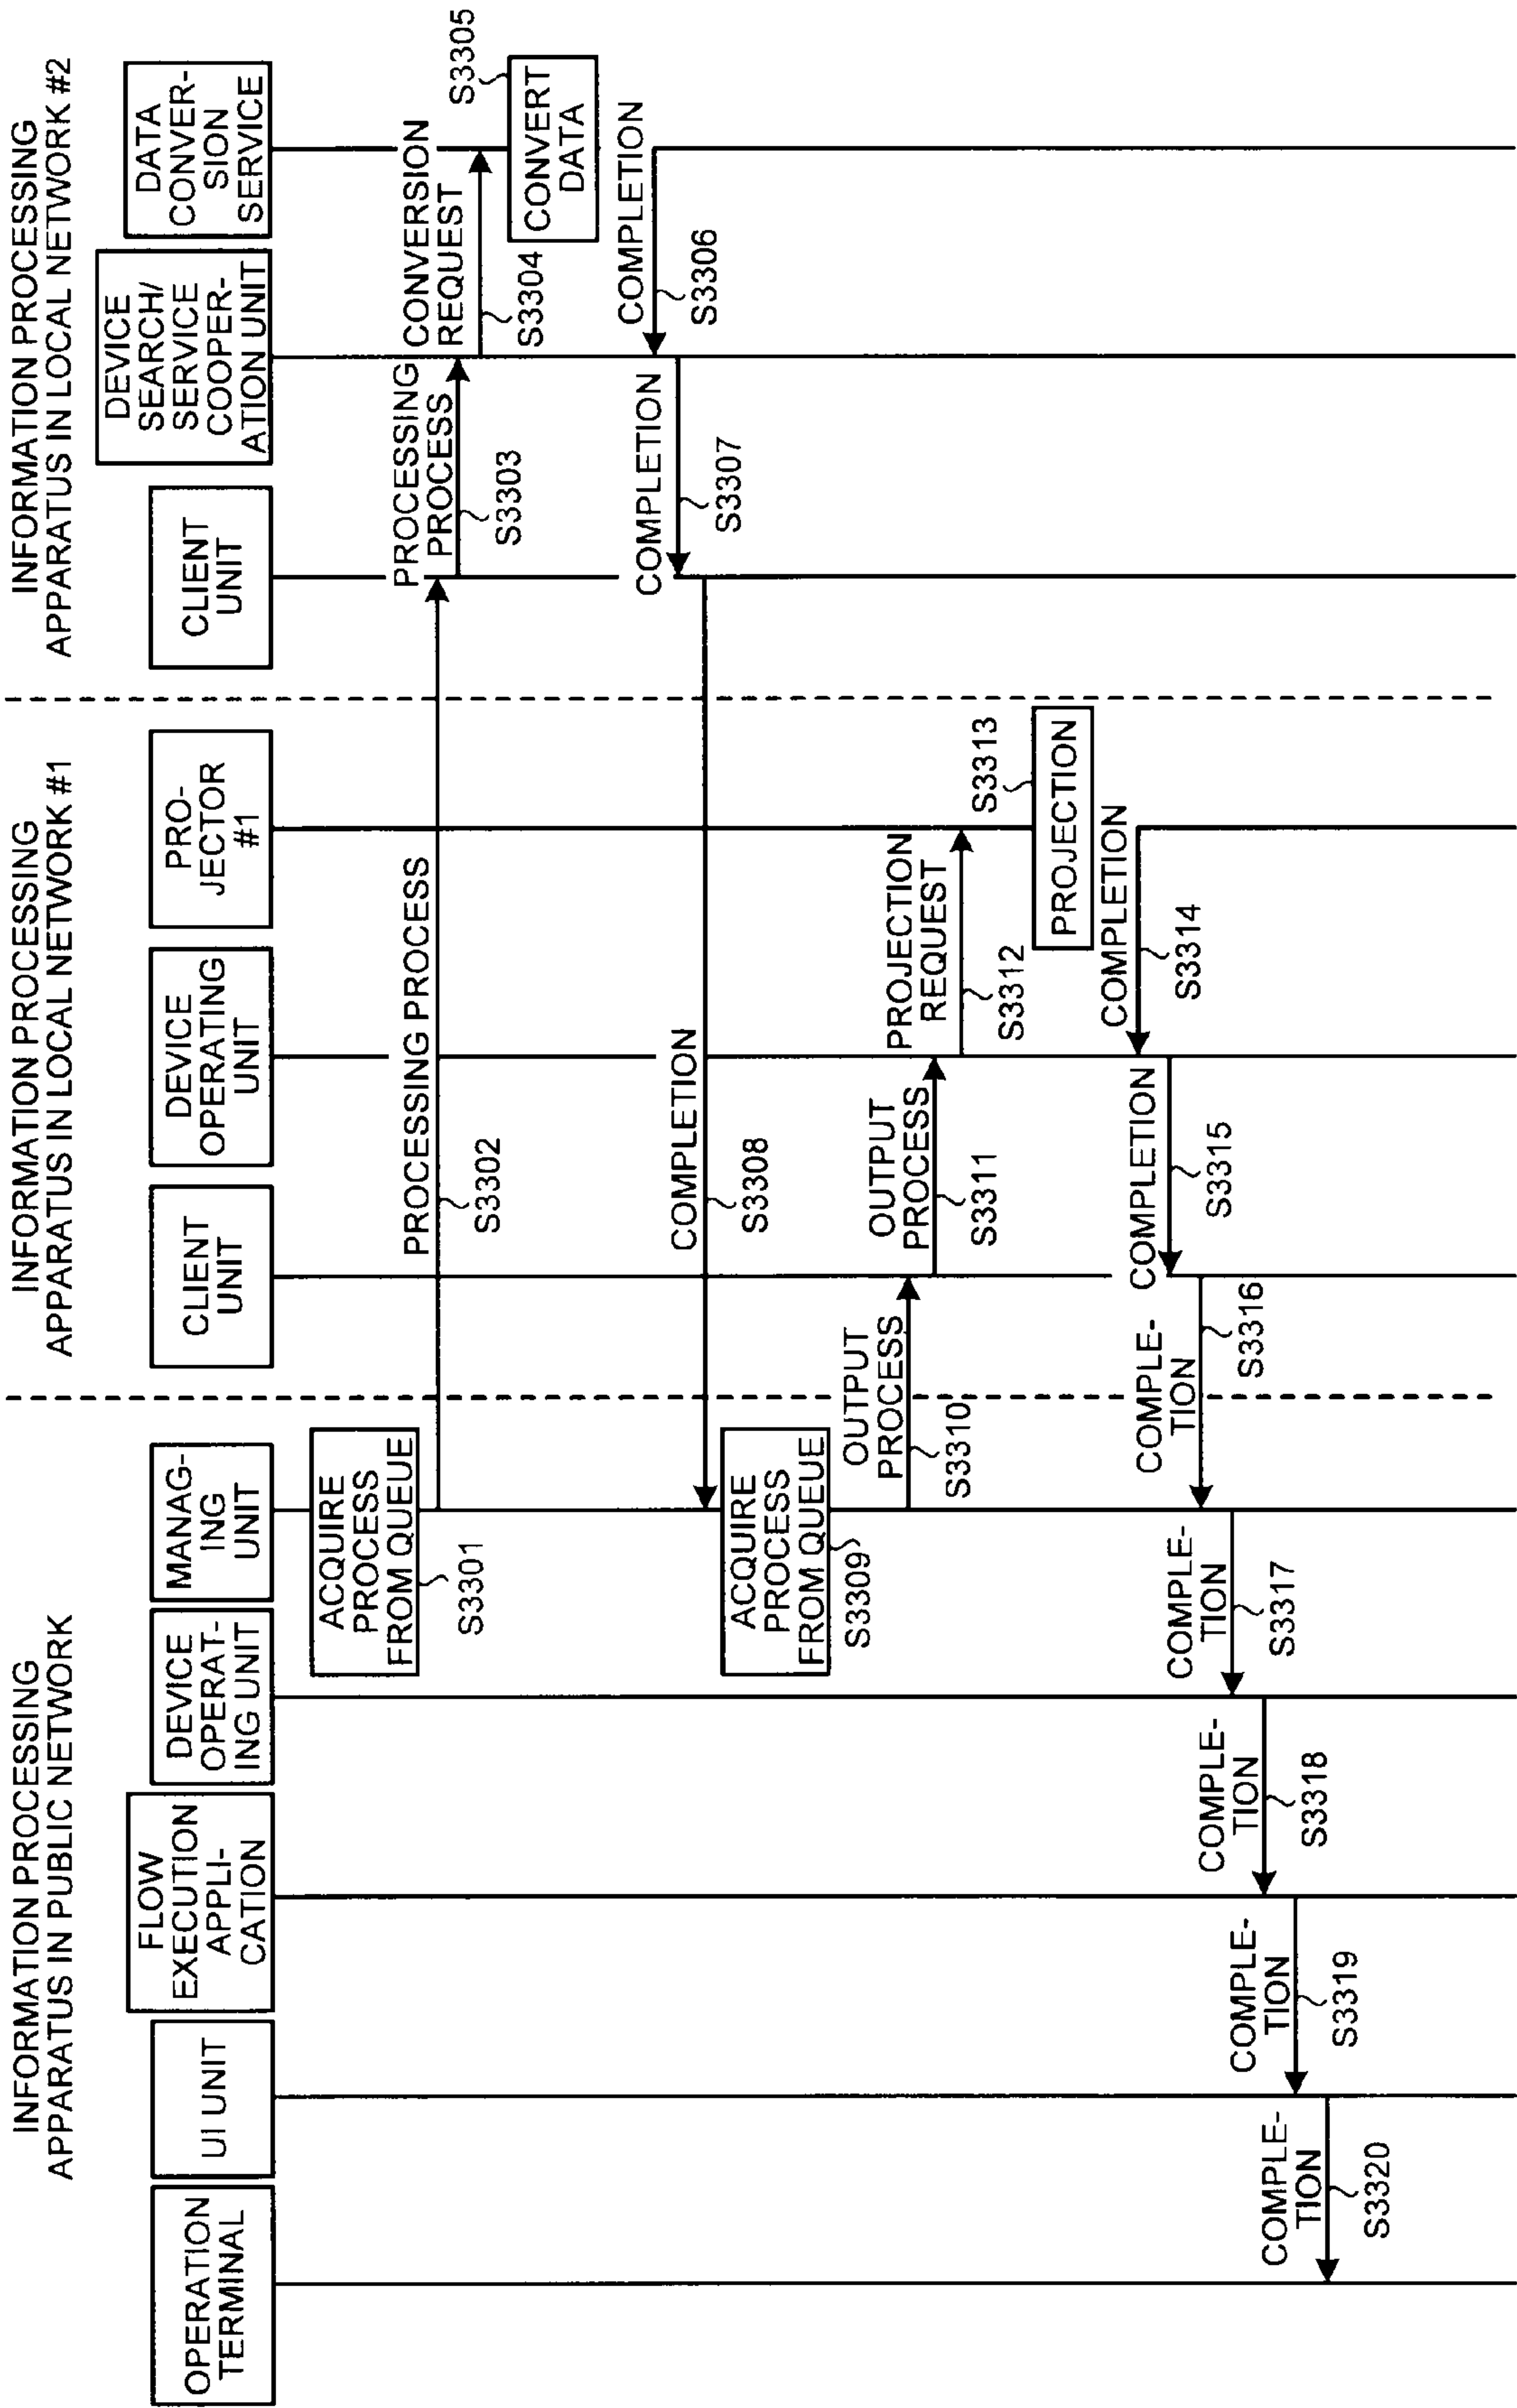 INFORMATION PROCESSING
APPARATUS IN PUBLIC NETWORK
INFORMATION PROCESSING
APPARATUS IN LOCAL NETWORK #1
INFORMATION PROCESSING
APPARATUS IN LOCAL NETWORK #2
OPERATION
TERMINAL
UI UNIT
FLOW
EXECUTION
APPLI-
CATION
DEVICE
OPERAT-
ING UNIT
MANAG-
ING
UNIT
CLIENT
UNIT
DEVICE
OPERATING
UNIT
PRO-
JECTOR
#1
CLIENT
UNIT
DEVICE
SEARCH/
SERVICE
COOPER-
ATION UNIT
DATA
CONVER-
SION
SERVICE
ACQUIRE
PROCESS
FROM QUEUE
S3301
PROCESSING PROCESS
S3302
PROCESSING
PROCESS
S3303
CONVERSION
REQUEST
S3304
S3305
CONVERT
DATA
COMPLETION
S3306
COMPLETION
S3307
COMPLETION
S3308
ACQUIRE
PROCESS
FROM QUEUE
S3309
OUTPUT
PROCESS
S3310
OUTPUT
PROCESS
S3311
PROJECTION
REQUEST
S3312
S3313
PROJECTION
COMPLETION
S3314
COMPLETION
S3315
COMPLE-
TION
S3316
COMPLE-
TION
S3317
COMPLE-
TION
S3318
COMPLE-
TION
S3319
COMPLE-
TION
S3320